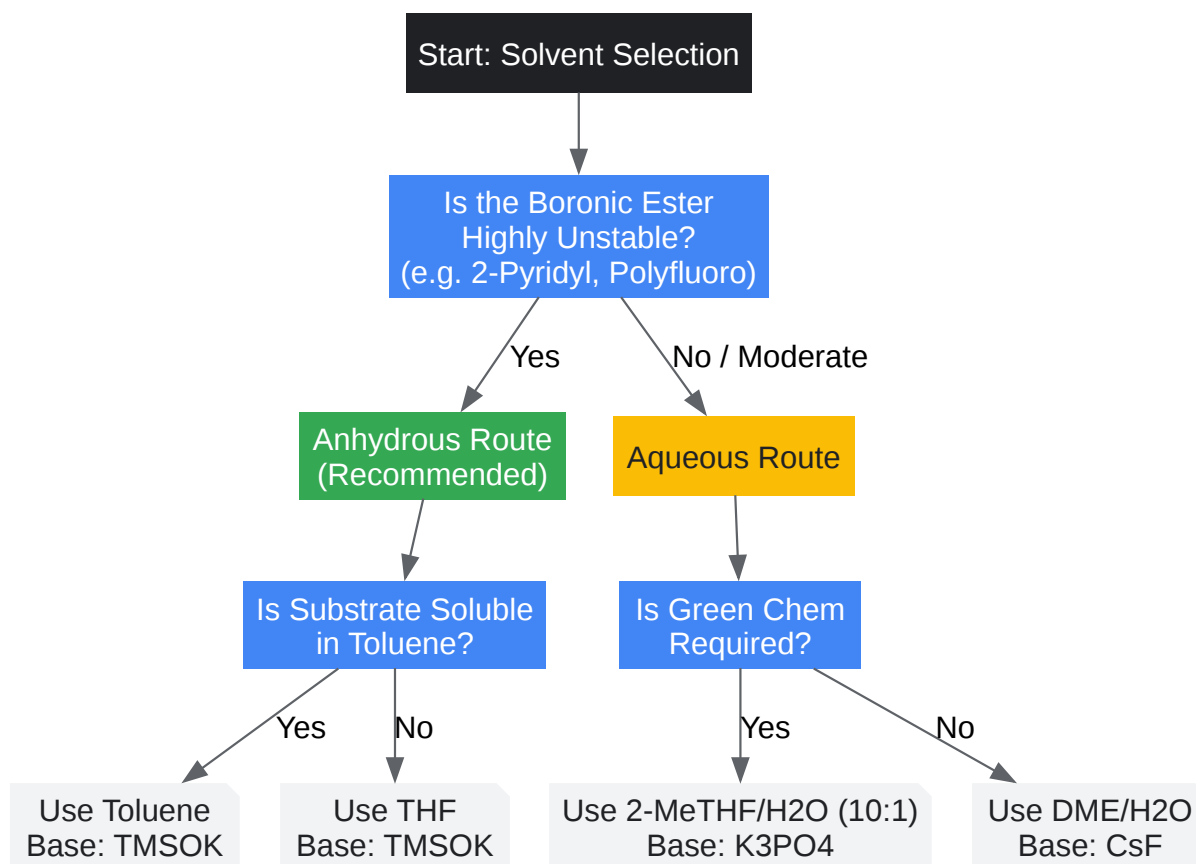 Start: Solvent Selection
Is the Boronic Ester
Highly Unstable?
(e.g. 2-Pyridyl, Polyfluoro)
Yes
No / Moderate
Anhydrous Route
(Recommended)
Aqueous Route
Is Substrate Soluble
in Toluene?
Is Green Chem
Required?
Yes
No
Yes
No
Use Toluene
Base: TMSOK
Use THF
Base: TMSOK
Use 2-MeTHF/H2O (10:1)
Base: K3PO4
Use DME/H2O
Base: CsF